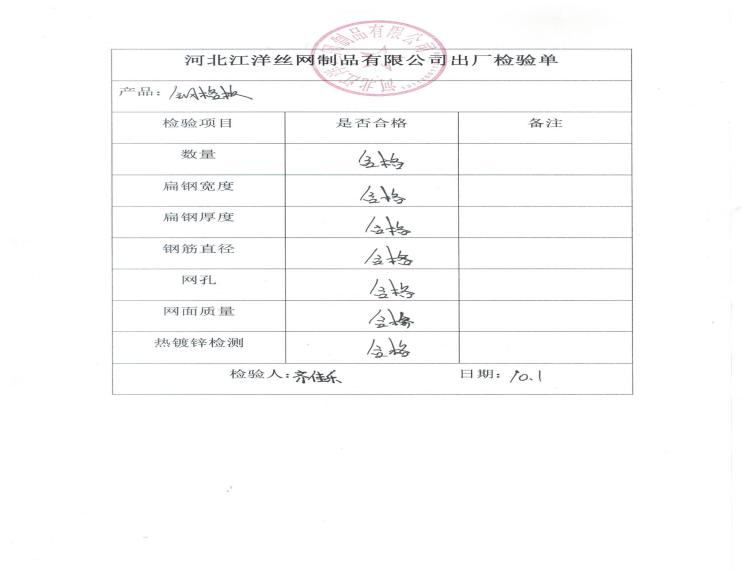 河北江洋丝网制品有限公司出厂检验单
产品：钢格板
检验项目 是否合格 备注
数量 合格
扁钢宽度 合格
扁钢厚度 合格
钢筋直径 合格
网孔 合格
网面质量 合格
热镀锌检测 合格
检验人：齐佳乐 日期：10.1